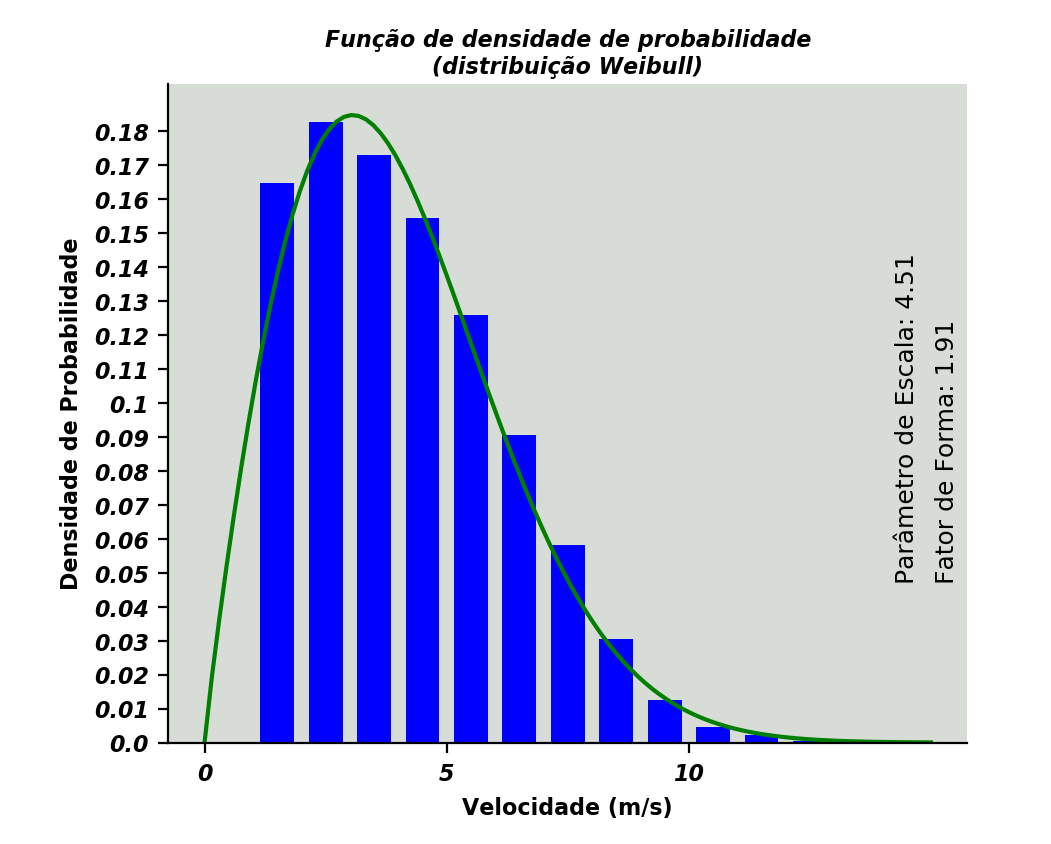 Função de densidade de probabilidade
(distribuição Weibull)
Densidade de Probabilidade
0.18
0.17
0.16
0.15
0.14
0.13
0.12
0.11
0.1
0.09
0.08
0.07
0.06
0.05
0.04
0.03
0.02
0.01
0.0
Parâmetro de Escala: 4.51
Fator de Forma: 1.91
0 5 10
Velocidade (m/s)